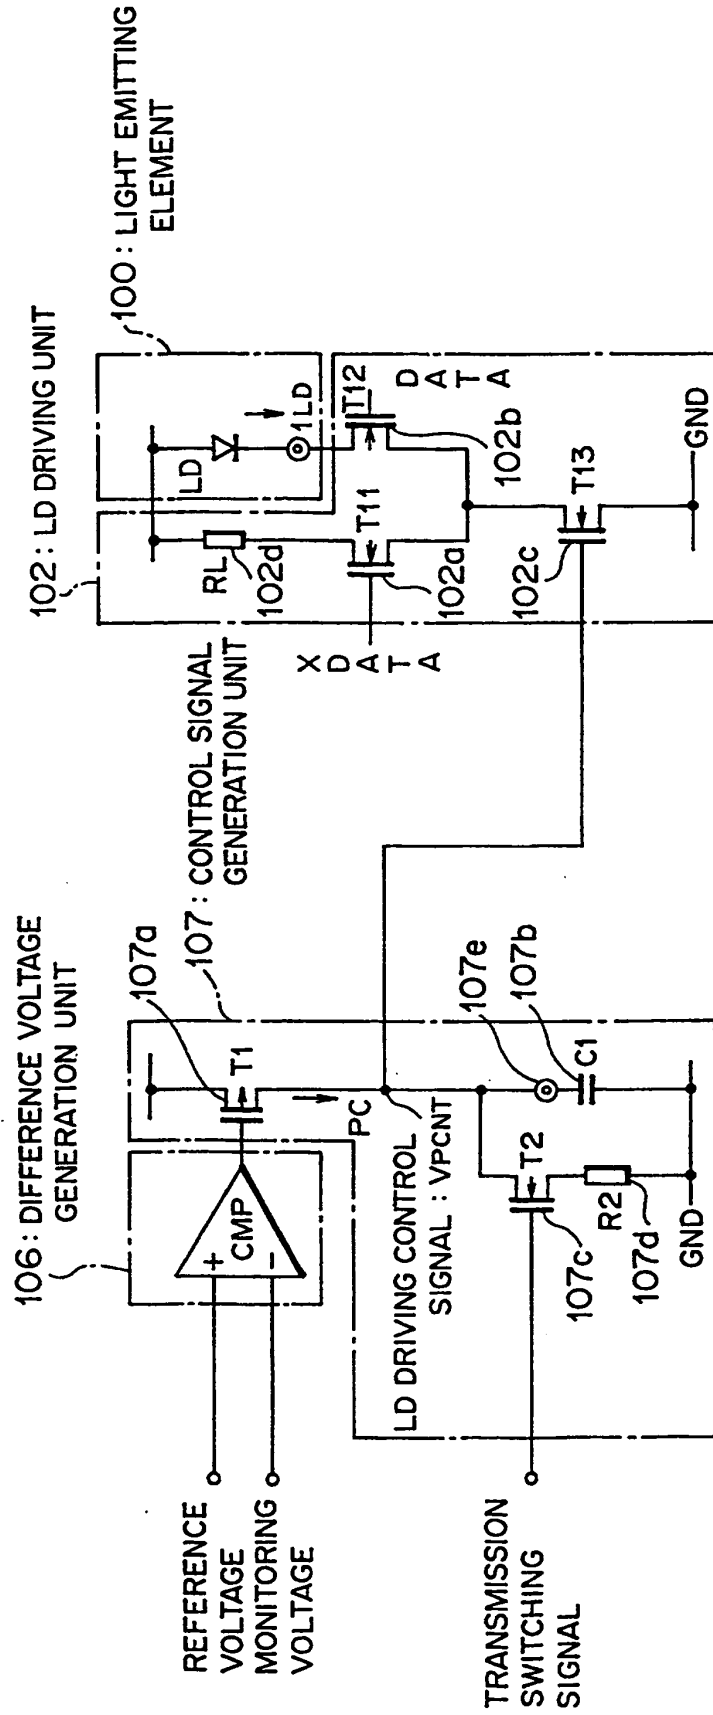 106 : DIFFERENCE VOLTAGE
GENERATION UNIT
107a
107 : CONTROL SIGNAL
GENERATION UNIT
102 : LD DRIVING UNIT
100 : LIGHT EMITTING
ELEMENT
REFERENCE
VOLTAGE
MONITORING
VOLTAGE
+
−
CMP
T1
PC
LD DRIVING CONTROL
SIGNAL : VPCNT
TRANSMISSION
SWITCHING
SIGNAL
107c
T2
R2
107d
107e
107b
C1
GND
XDATA
RL
102d
T11
102a
LD
1LD
T12
DATA
102b
102c
T13
GND